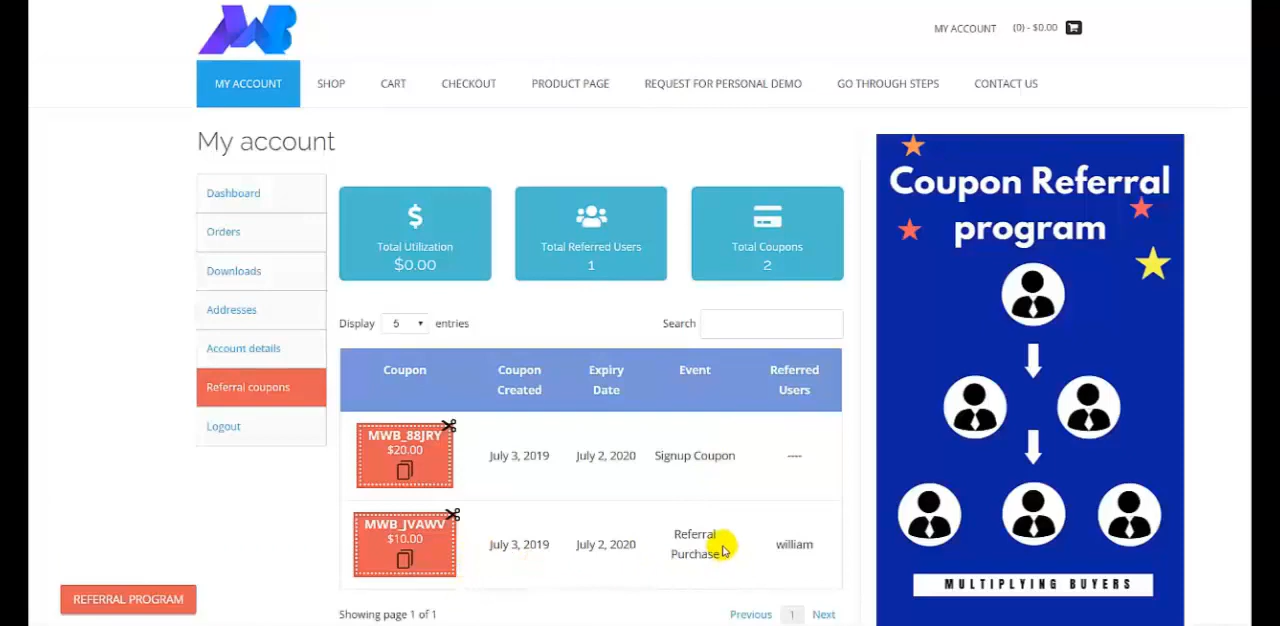 MY ACCOUNT (0) - $0.00
MY ACCOUNT SHOP CART CHECKOUT PRODUCT PAGE REQUEST FOR PERSONAL DEMO GO THROUGH STEPS CONTACT US
My account
Dashboard
Orders
Downloads
Addresses
Account details
Referral coupons
Logout
Total Utilization
$0.00
Total Referred Users
1
Total Coupons
2
Display 5 entries
Search
Coupon Coupon Created Expiry Date Event Referred Users
MWB_88JRY
$20.00
July 3, 2019 July 2, 2020 Signup Coupon ----
MWB_JVAWV
$10.00
July 3, 2019 July 2, 2020 Referral Purchase william
Showing page 1 of 1
Previous 1 Next
REFERRAL PROGRAM
Coupon Referral
program
MULTIPLYING BUYERS